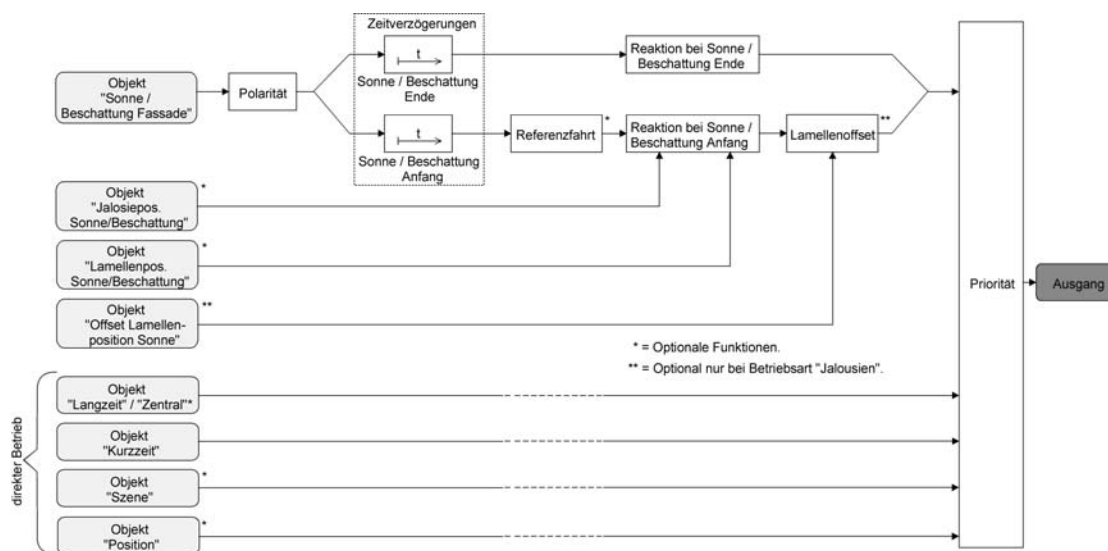 Zeitverzögerungen
t
Sonne / Beschattung
Ende
Reaktion bei Sonne /
Beschattung Ende
Objekt
"Sonne /
Beschattung Fassade"
Polarität
t
Sonne / Beschattung
Anfang
Referenzfahrt
*
Reaktion bei Sonne /
Beschattung Anfang
Lamellenoffset
**
Objekt
"Jalosiepos.
Sonne/Beschattung"
*
Objekt
"Lamellenpos.
Sonne/Beschattung"
*
Objekt
"Offset Lamellen-
position Sonne"
**
Priorität
Ausgang
* = Optionale Funktionen.
** = Optional nur bei Betriebsart "Jalousien".
direkter Betrieb
Objekt
"Langzeit" / "Zentral"*
Objekt
"Kurzzeit"
Objekt
"Szene"
*
Objekt
"Position"
*